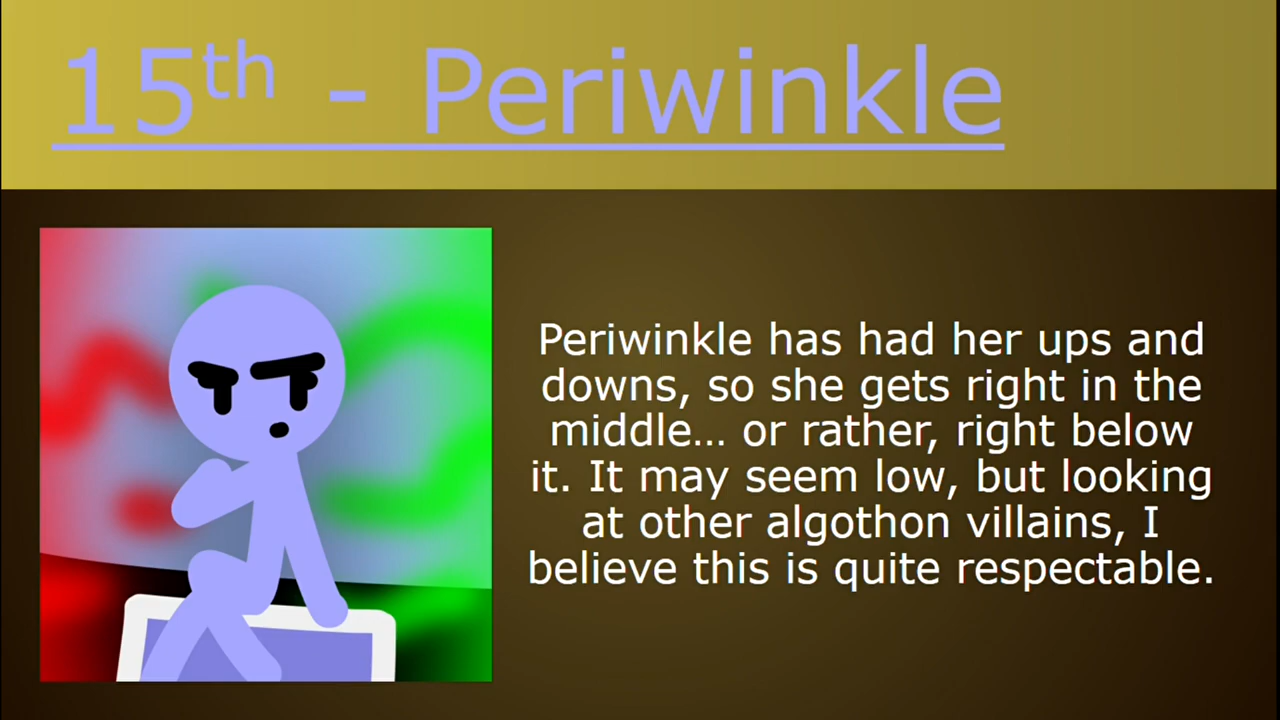 15th - Periwinkle
Periwinkle has had her ups and
downs, so she gets right in the
middle... or rather, right below
it. It may seem low, but looking
at other algothon villains, I
believe this is quite respectable.